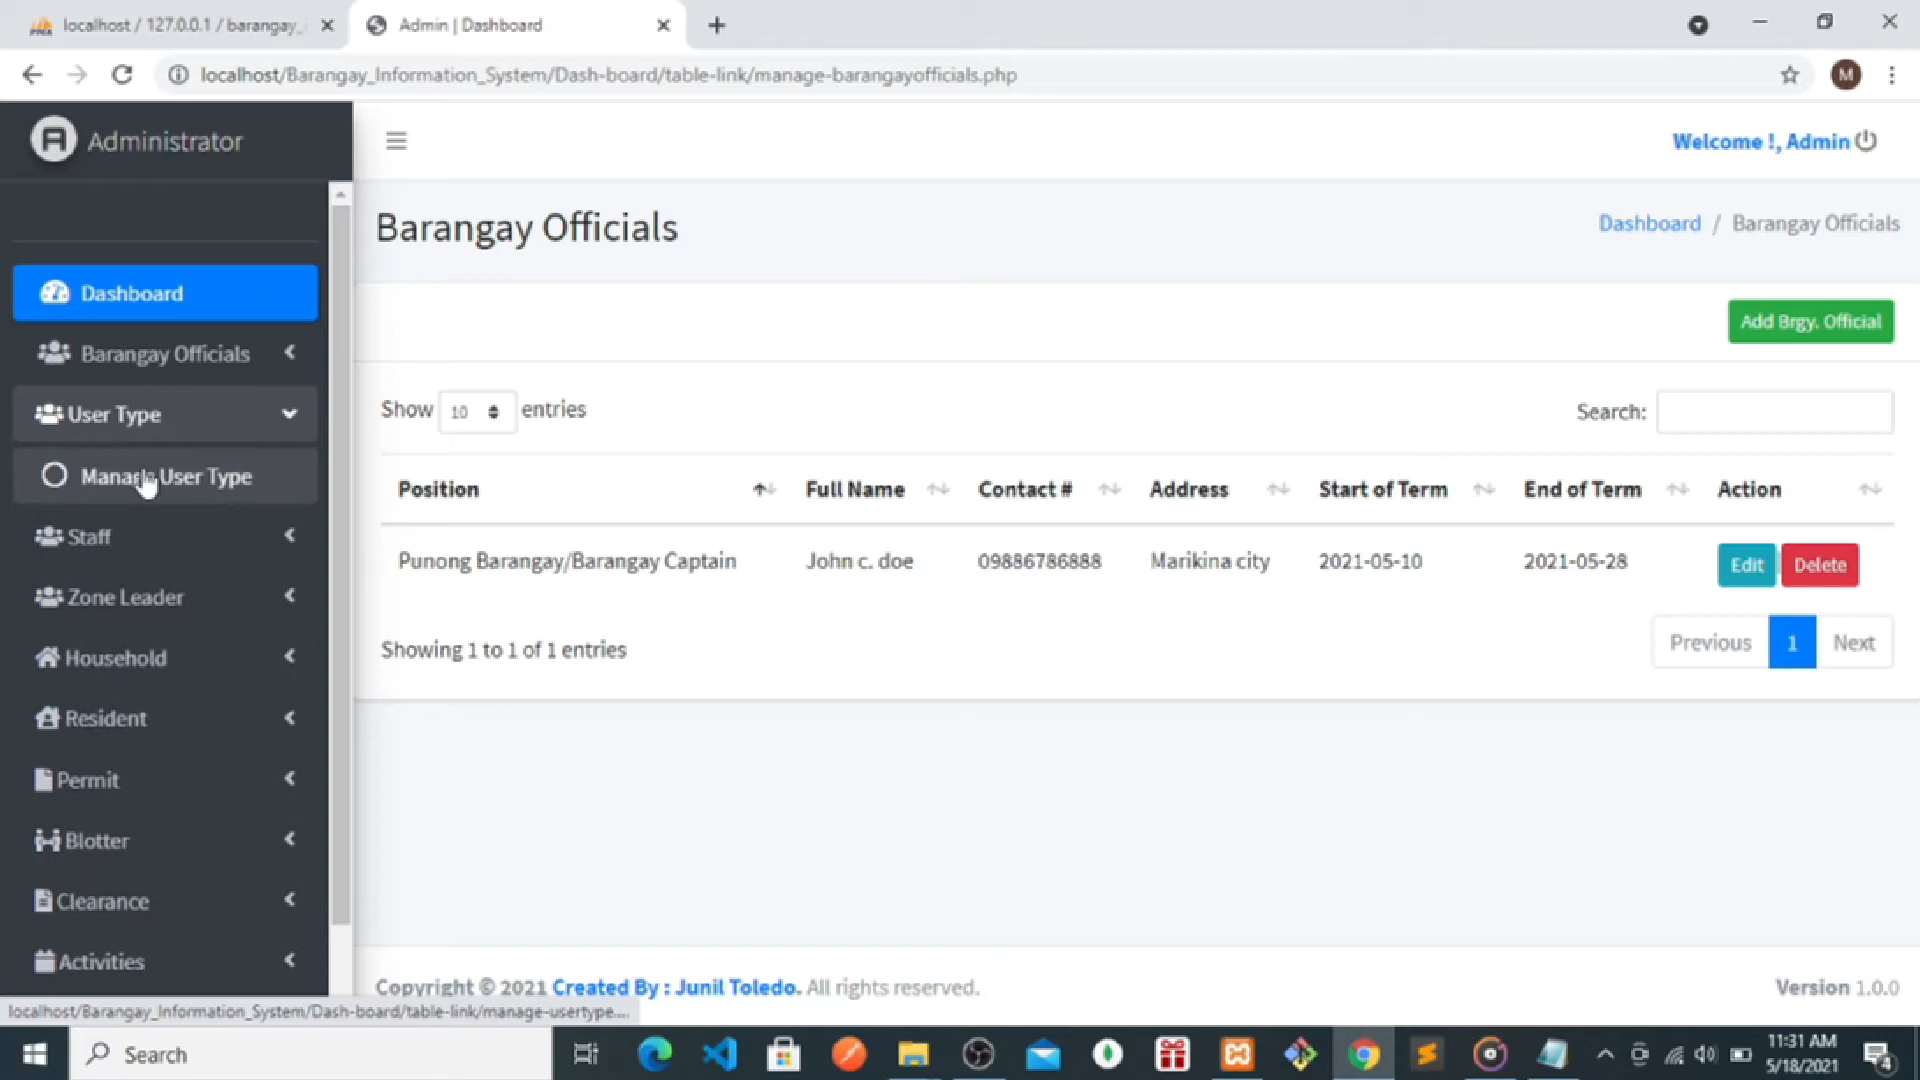 localhost / 127.0.0.1 / barangay_
Admin | Dashboard
localhost/Barangay_Information_System/Dash-board/table-link/manage-barangayofficials.php
M
Administrator
Welcome !, Admin
Barangay Officials
Dashboard / Barangay Officials
Dashboard
Add Brgy. Official
Barangay Officials
User Type
Show 10 entries
Search:
Manage User Type
Position Full Name Contact # Address Start of Term End of Term Action
Staff
Punong Barangay/Barangay Captain John c. doe 09886786888 Marikina city 2021-05-10 2021-05-28 Edit Delete
Zone Leader
Showing 1 to 1 of 1 entries
Previous 1 Next
Household
Resident
Permit
Blotter
Clearance
Activities
Copyright © 2021 Created By : Junil Toledo. All rights reserved.
Version 1.0.0
localhost/Barangay_Information_System/Dash-board/table-link/manage-usertype....
Search
11:31 AM
5/18/2021
4